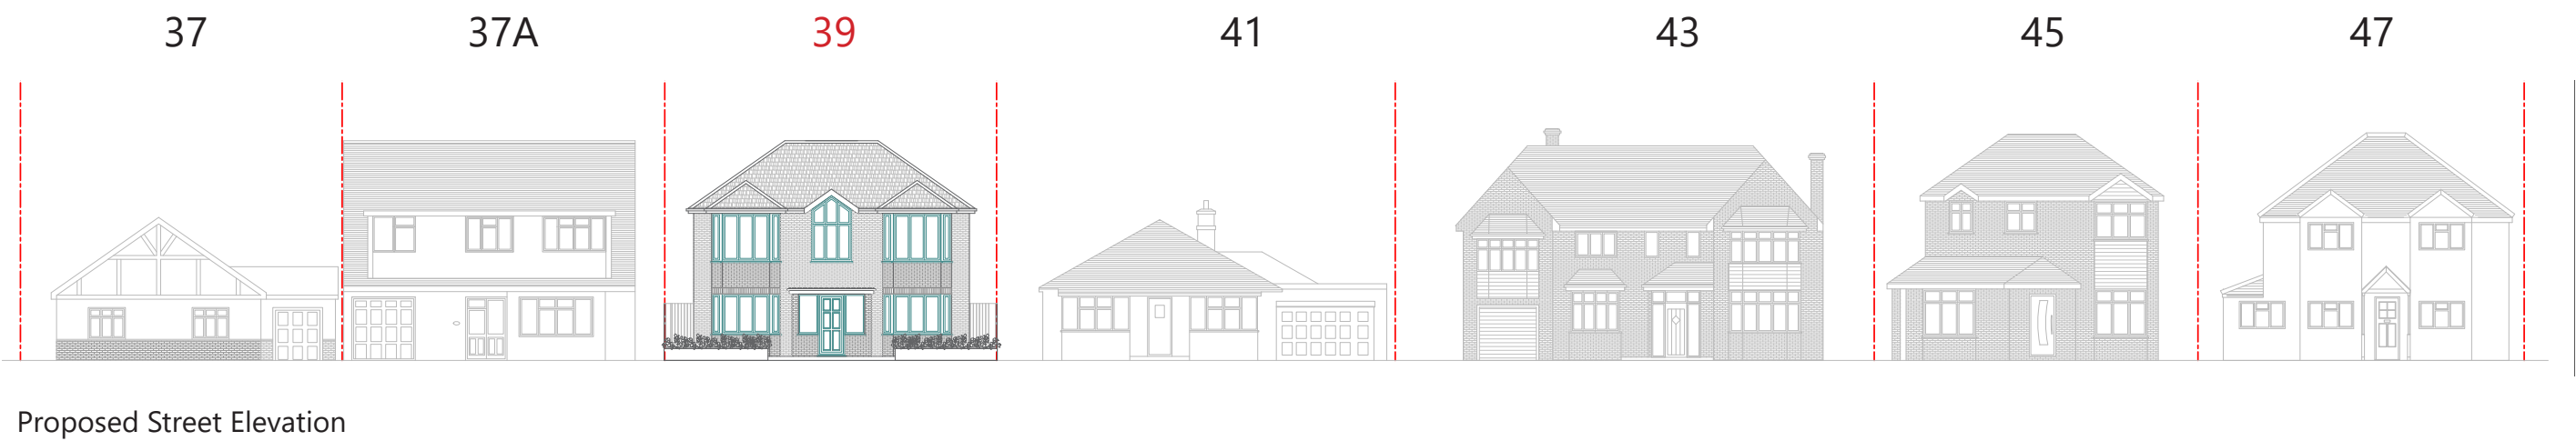 37 37A 39 41 43 45 47
Proposed Street Elevation